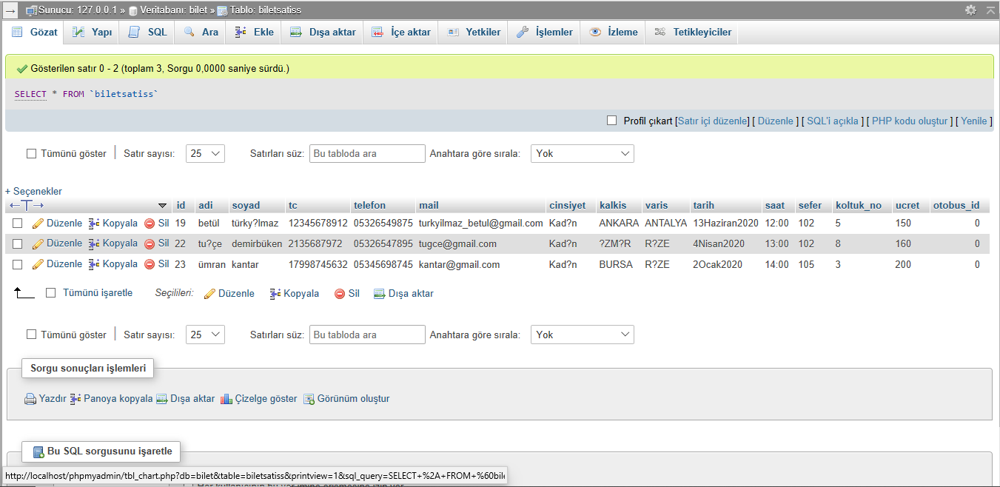 Sunucu: 127.0.0.1 » Veritabanı: bilet » Tablo: biletsatiss
Gözat Yapı SQL Ara Ekle Dışa aktar İçe aktar Yetkiler İşlemler İzleme Tetikleyiciler
Gösterilen satır 0 - 2 (toplam 3, Sorgu 0,0000 saniye sürdü.)
SELECT * FROM `biletsatiss`
Profil çıkart [Satır içi düzenle] [ Düzenle ] [ SQL'i açıkla ] [ PHP kodu oluştur ] [ Yenile ]
Tümünü göster | Satır sayısı: 25 Satırları süz: Bu tabloda ara Anahtara göre sırala: Yok
+ Seçenekler
←T→ id adi soyad tc telefon mail cinsiyet kalkis varis tarih saat sefer koltuk_no ucret otobus_id
Düzenle Kopyala Sil 19 betül türky?lmaz 12345678912 05326549875 turkyilmaz_betul@gmail.com Kad?n ANKARA ANTALYA 13Haziran2020 12:00 102 5 150 0
Düzenle Kopyala Sil 22 tu?çe demirbüken 2135687972 05326547895 tugce@gmail.com Kad?n ?ZM?R R?ZE 4Nisan2020 13:00 102 8 160 0
Düzenle Kopyala Sil 23 ümran kantar 17998745632 05345698745 kantar@gmail.com Kad?n BURSA R?ZE 2Ocak2020 14:00 105 3 200 0
Tümünü işaretle Seçilileri: Düzenle Kopyala Sil Dışa aktar
Tümünü göster | Satır sayısı: 25 Satırları süz: Bu tabloda ara Anahtara göre sırala: Yok
Sorgu sonuçları işlemleri
Yazdır Panoya kopyala Dışa aktar Çizelge göster Görünüm oluştur
Bu SQL sorgusunu işaretle
http://localhost/phpmyadmin/tbl_chart.php?db=bilet&table=biletsatiss&printview=1&sql_query=SELECT+%2A+FROM+%60bile